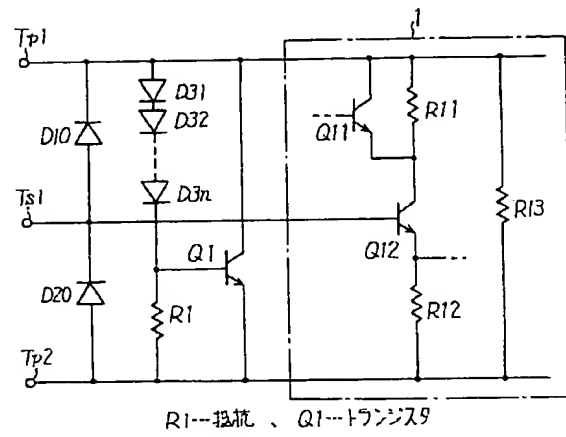 1
Tp1
D31
D32
D10
Q11
R11
D3n
Ts1
R13
Q1
Q12
D20
R1
R12
Tp2
R1---抵抗 、 Q1---トランジスタ